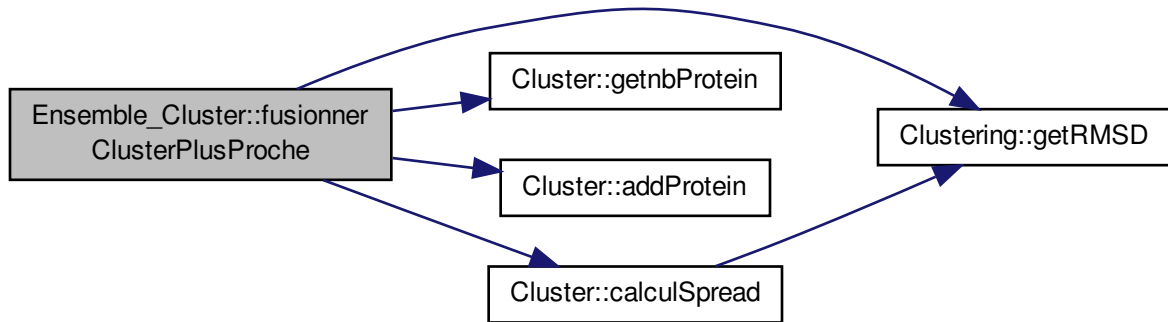 Ensemble_Cluster::fusionner
ClusterPlusProche
Cluster::getnbProtein
Cluster::addProtein
Cluster::calculSpread
Clustering::getRMSD